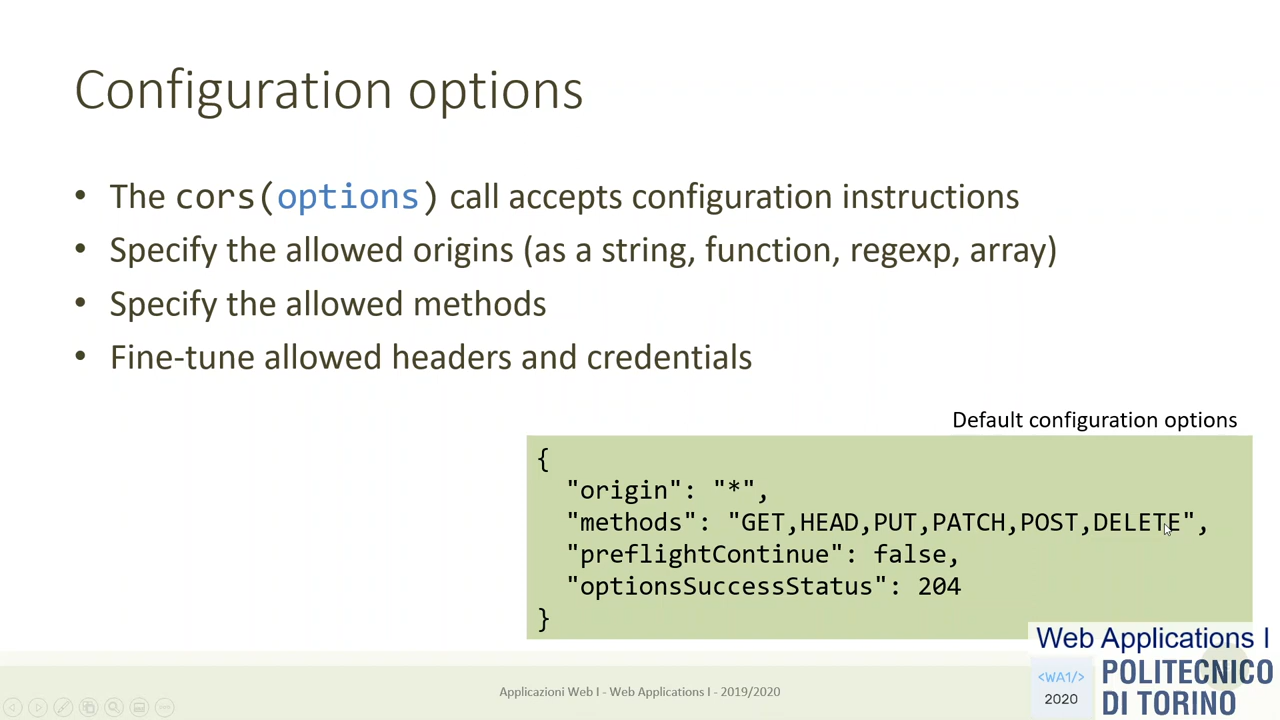 Configuration options
• The cors(options) call accepts configuration instructions
• Specify the allowed origins (as a string, function, regexp, array)
• Specify the allowed methods
• Fine-tune allowed headers and credentials
Default configuration options
{
"origin": "*",
"methods": "GET,HEAD,PUT,PATCH,POST,DELETE",
"preflightContinue": false,
"optionsSuccessStatus": 204
}
Applicazioni Web I - Web Applications I - 2019/2020
Web Applications I
<WA1/>
2020
POLITECNICO
DI TORINO